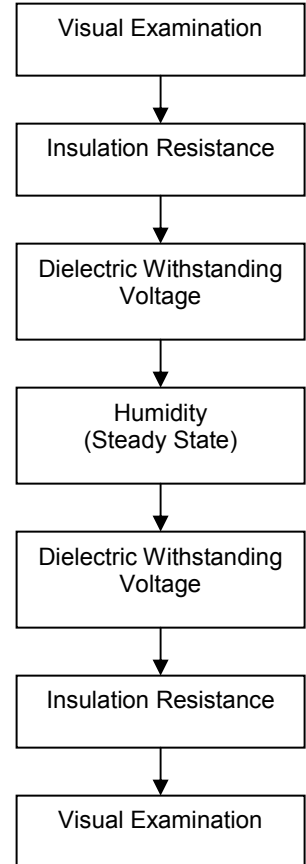 Visual Examination
Insulation Resistance
Dielectric Withstanding
Voltage
Humidity
(Steady State)
Dielectric Withstanding
Voltage
Insulation Resistance
Visual Examination